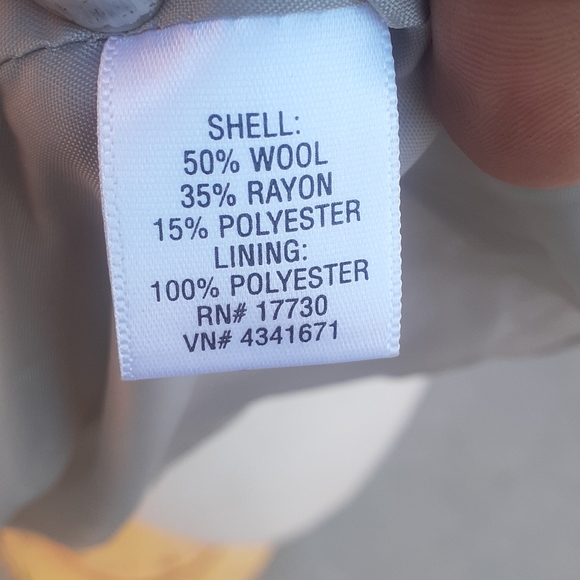 SHELL:
50% WOOL
35% RAYON
15% POLYESTER
LINING:
100% POLYESTER
RN# 17730
VN# 4341671